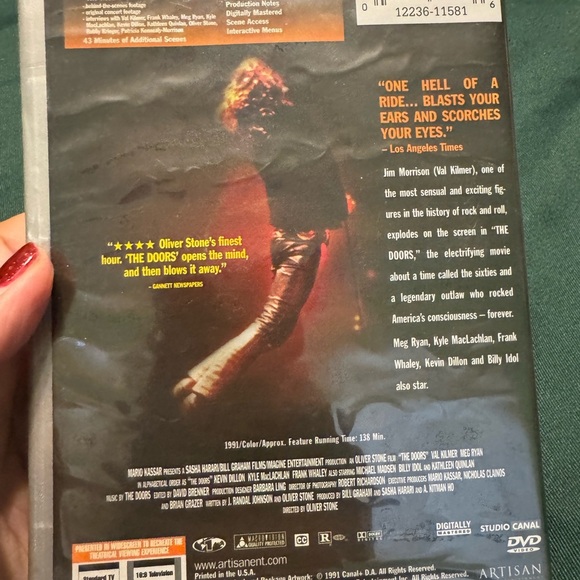 behind-the-scenes footage
original concert footage
interviews with Val Kilmer, Frank Whaley, Meg Ryan, Kyle
MacLachlan, Kevin Dillon, Kathleen Quinlan, Oliver Stone,
Robby Krieger, Patricia Kennealy-Morrison
43 Minutes of Additional Scenes
Production Notes
Digitally Mastered
Scene Access
Interactive Menus
0 12236-11581 6
"ONE HELL OF A
RIDE... BLASTS YOUR
EARS AND SCORCHES
YOUR EYES."
– Los Angeles Times
Jim Morrison (Val Kilmer), one of
the most sensual and exciting fig-
ures in the history of rock and roll,
explodes on the screen in "THE
DOORS," the electrifying movie
about a time called the sixties and
a legendary outlaw who rocked
America's consciousness – forever.
Meg Ryan, Kyle MacLachlan, Frank
Whaley, Kevin Dillon and Billy Idol
also star.
"★★★★ Oliver Stone's finest
hour. 'THE DOORS' opens the mind,
and then blows it away."
– GANNETT NEWSPAPERS
1991/Color/Approx. Feature Running Time: 138 Min.
MARIO KASSAR PRESENTS A SASHA HARARI/BILL GRAHAM FILMS/IMAGINE ENTERTAINMENT PRODUCTION AN OLIVER STONE FILM "THE DOORS" VAL KILMER MEG RYAN
IN ALPHABETICAL ORDER AS "THE DOORS" KEVIN DILLON KYLE MacLACHLAN FRANK WHALEY ALSO STARRING MICHAEL MADSEN BILLY IDOL AND KATHLEEN QUINLAN
MUSIC BY THE DOORS EDITED BY DAVID BRENNER PRODUCTION DESIGNER BARBARA LING DIRECTOR OF PHOTOGRAPHY ROBERT RICHARDSON EXECUTIVE PRODUCERS MARIO KASSAR, NICHOLAS CLAINOS
AND BRIAN GRAZER WRITTEN BY J. RANDAL JOHNSON AND OLIVER STONE PRODUCED BY BILL GRAHAM AND SASHA HARARI AND A. KITMAN HO
DIRECTED BY OLIVER STONE
PRESENTED IN WIDESCREEN TO RECREATE THE
THEATRICAL VIEWING EXPERIENCE
Standard TV
16:9 Television
CC
MACROVISION
R
DIGITALLY
MASTERED
STUDIO CANAL
DVD
VIDEO
www.artisanent.com
Printed in the U.S.A.
Package Artwork: © 1991 Canal+ D.A. All Rights Reserved.
All Rights Reserved.
ARTISAN